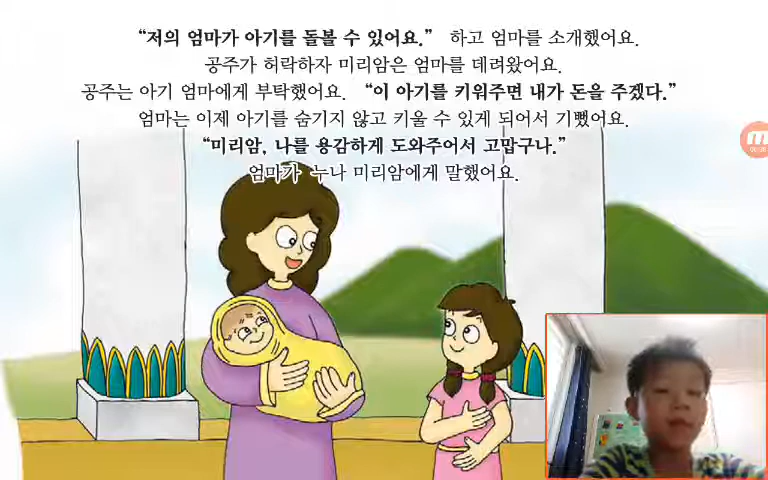 “저의 엄마가 아기를 돌볼 수 있어요.” 하고 엄마를 소개했어요.
공주가 허락하자 미리암은 엄마를 데려왔어요.
공주는 아기 엄마에게 부탁했어요. “이 아기를 키워주면 내가 돈을 주겠다.”
엄마는 이제 아기를 숨기지 않고 키울 수 있게 되어서 기뻤어요.
“미리암, 나를 용감하게 도와주어서 고맙구나.”
엄마가 누나 미리암에게 말했어요.